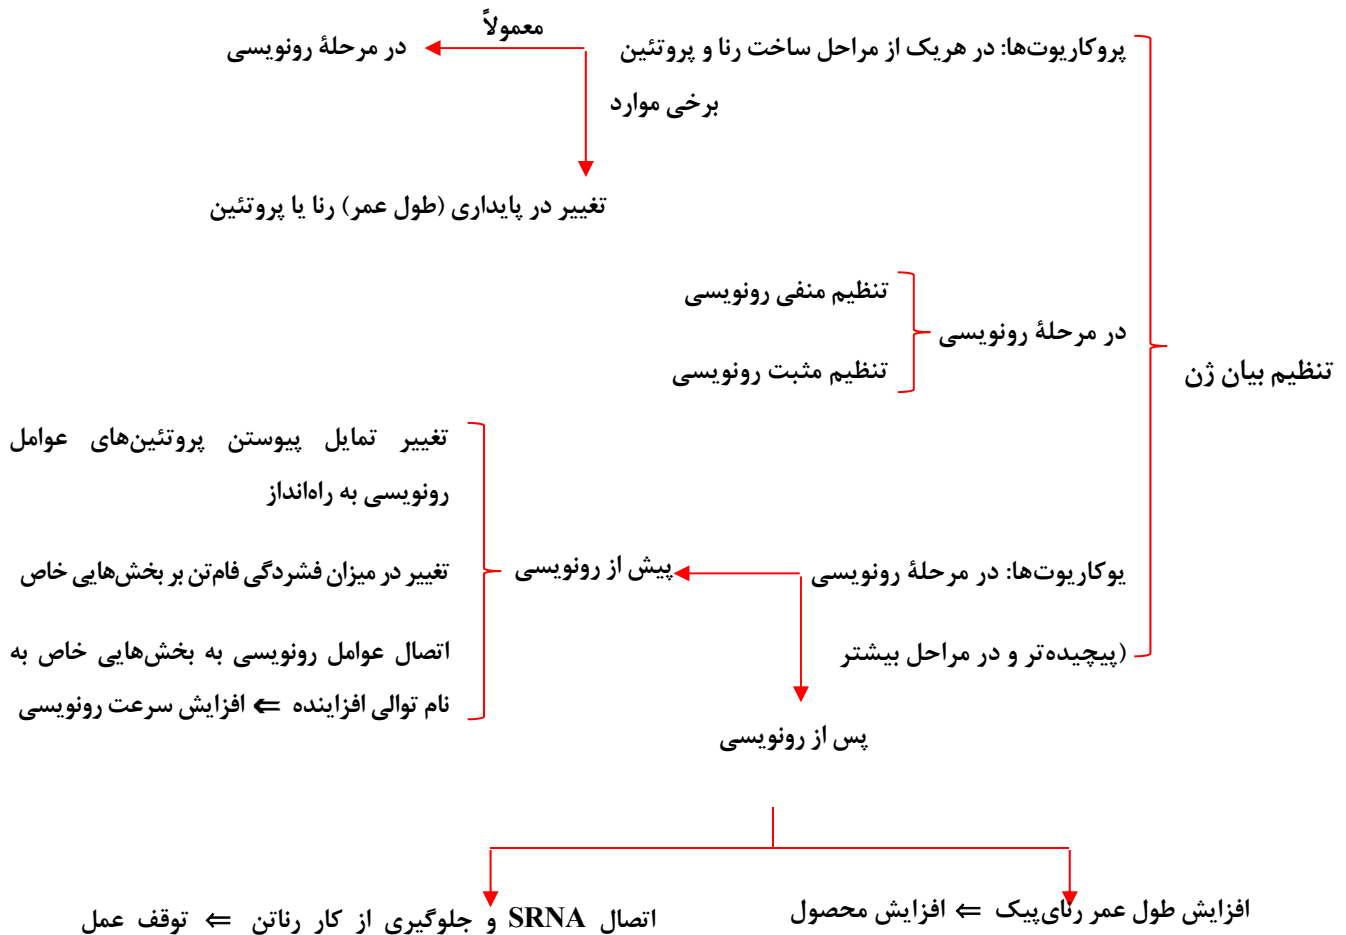 معمولاً
پروکاریوت‌ها: در هریک از مراحل ساخت رنا و پروتئین
در مرحلهٔ رونویسی
برخی موارد
تغییر در پایداری (طول عمر) رنا یا پروتئین
تنظیم منفی رونویسی
در مرحلهٔ رونویسی
تنظیم مثبت رونویسی
تنظیم بیان ژن
تغییر تمایل پیوستن پروتئین‌های عوامل
رونویسی به راه‌انداز
یوکاریوت‌ها: در مرحلهٔ رونویسی
پیش از رونویسی
تغییر در میزان فشردگی فام‌تن بر بخش‌هایی خاص
(پیچیده‌تر و در مراحل بیشتر
اتصال عوامل رونویسی به بخش‌هایی خاص به
نام توالی افزاینده ⇐ افزایش سرعت رونویسی
پس از رونویسی
افزایش طول عمر رنای‌پیک ⇐ افزایش محصول
اتصال SRNA و جلوگیری از کار رناتن ⇐ توقف عمل